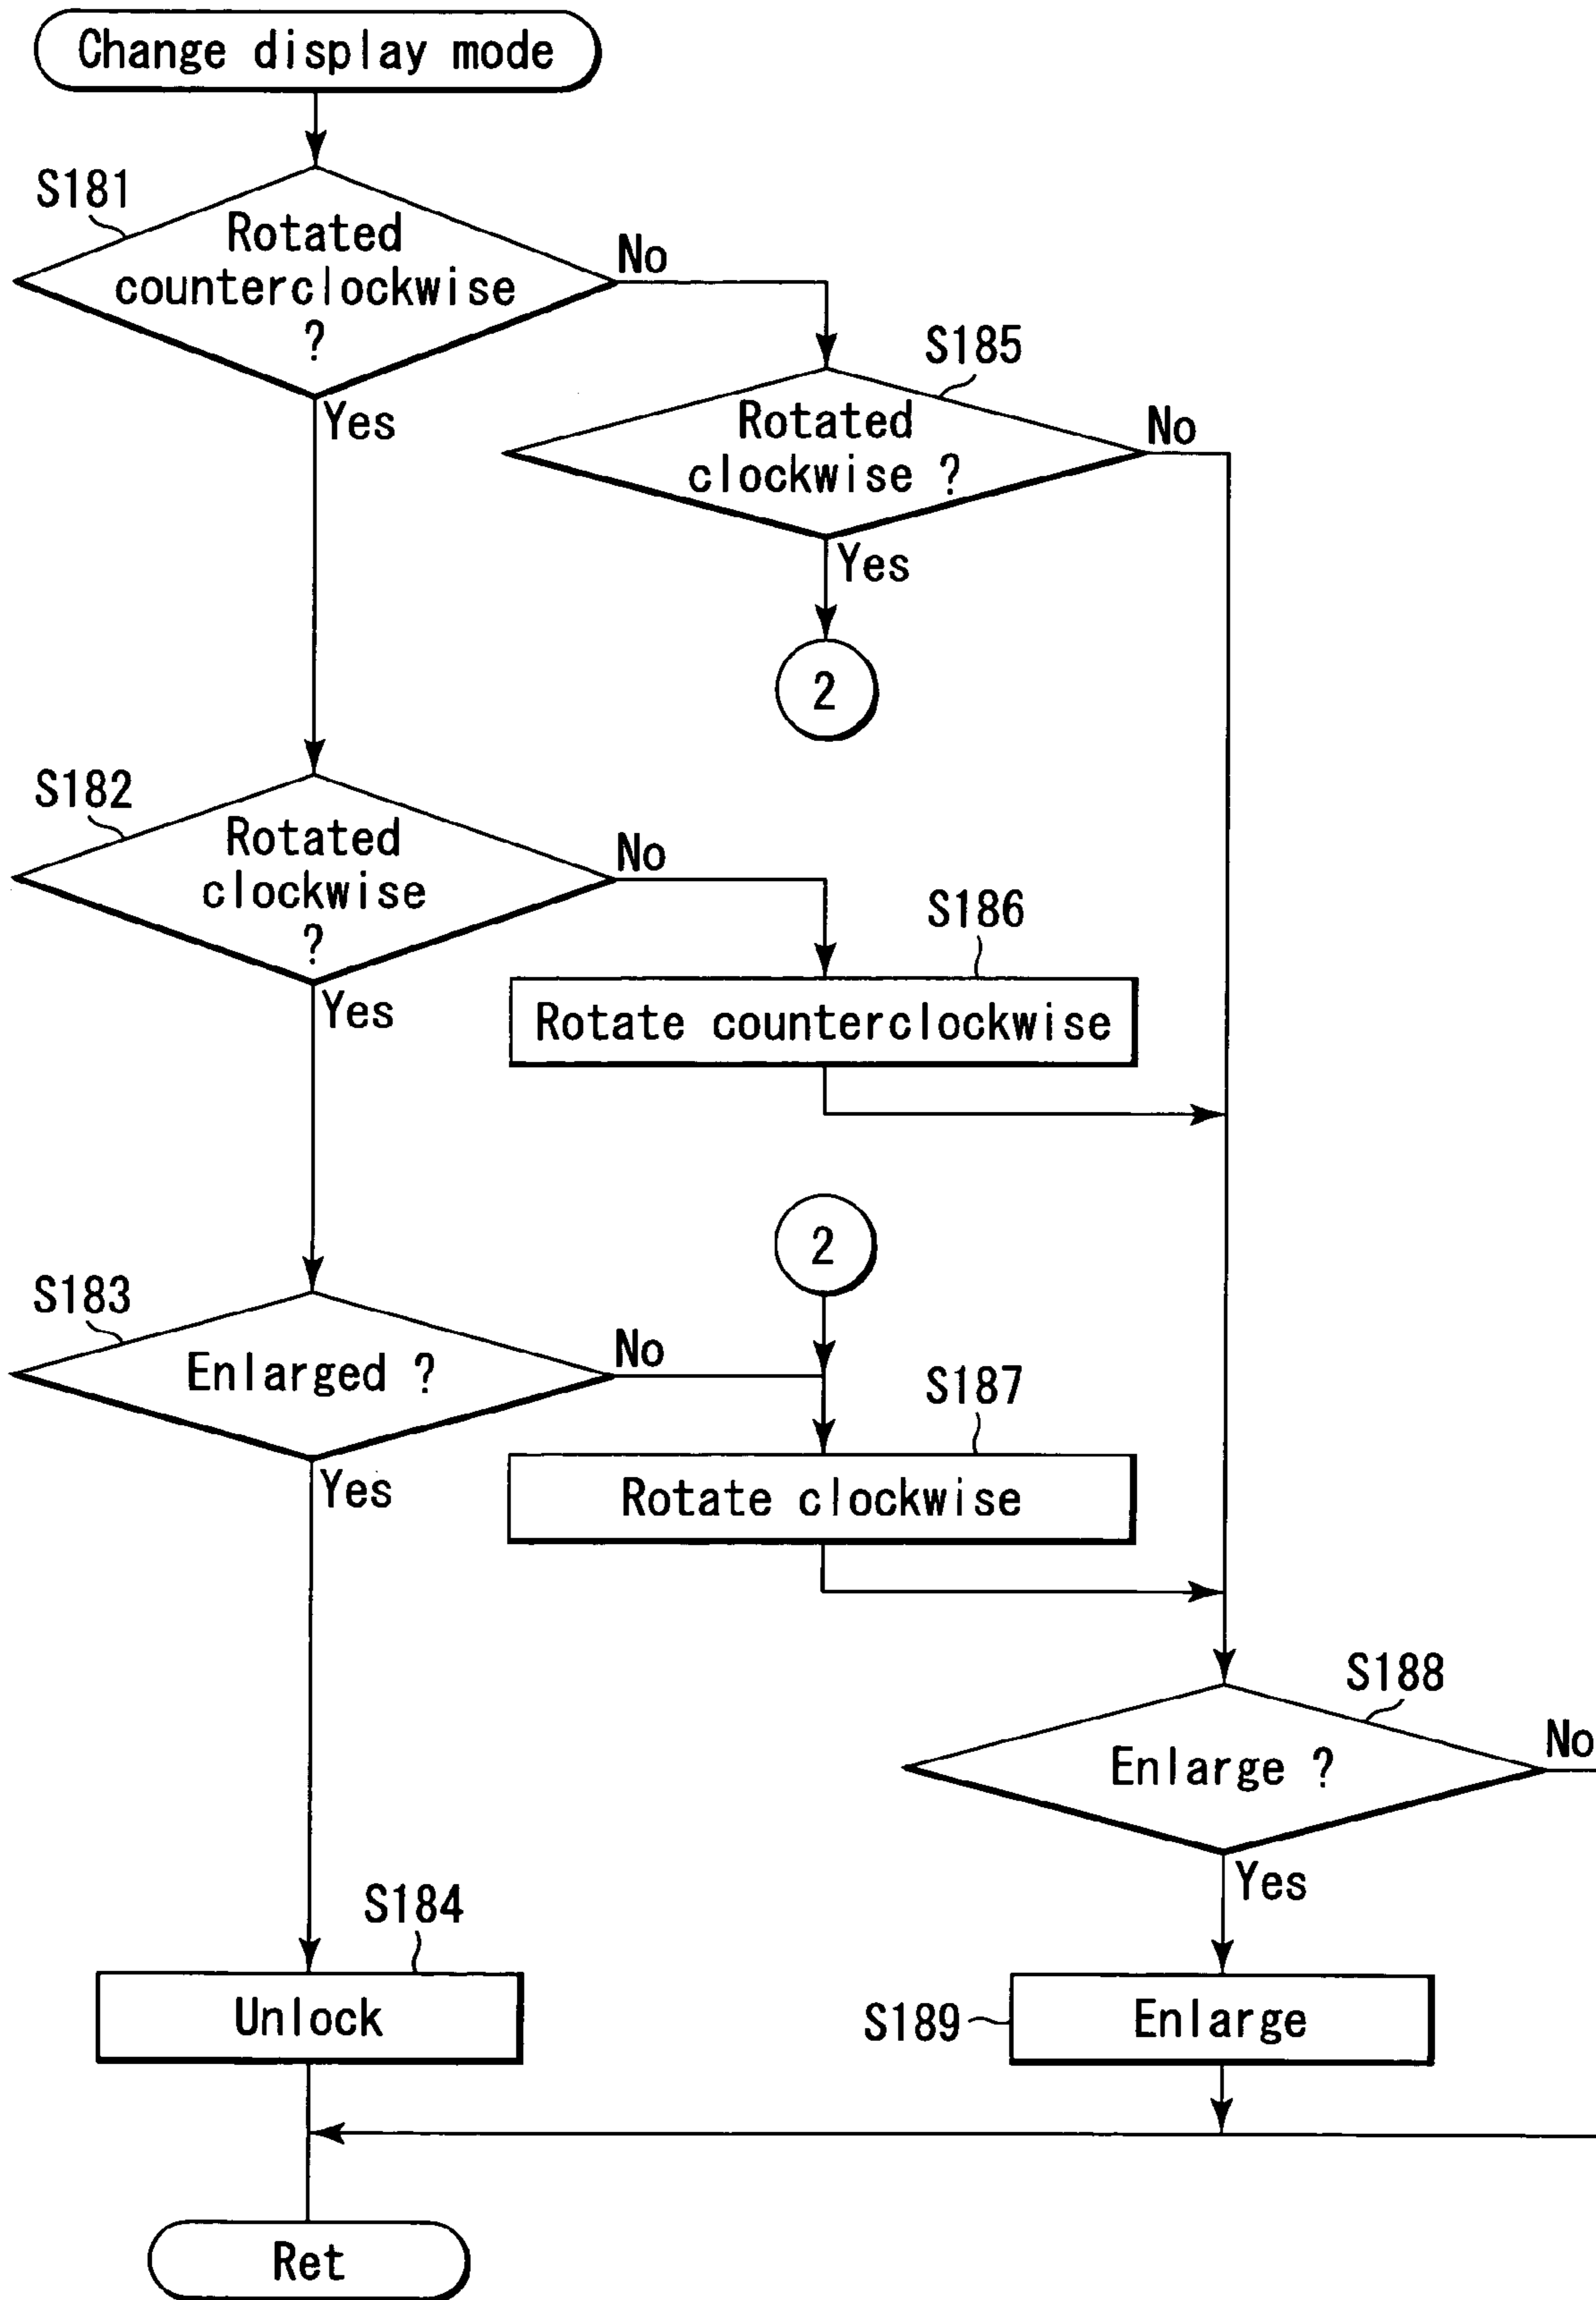 Change display mode
S181
Rotated
counterclockwise
?
No
Yes
S185
Rotated
clockwise ?
No
Yes
2
S182
Rotated
clockwise
?
No
Yes
S186
Rotate counterclockwise
2
S183
Enlarged ?
No
Yes
S187
Rotate clockwise
S188
Enlarge ?
No
Yes
S184
Unlock
S189
Enlarge
Ret